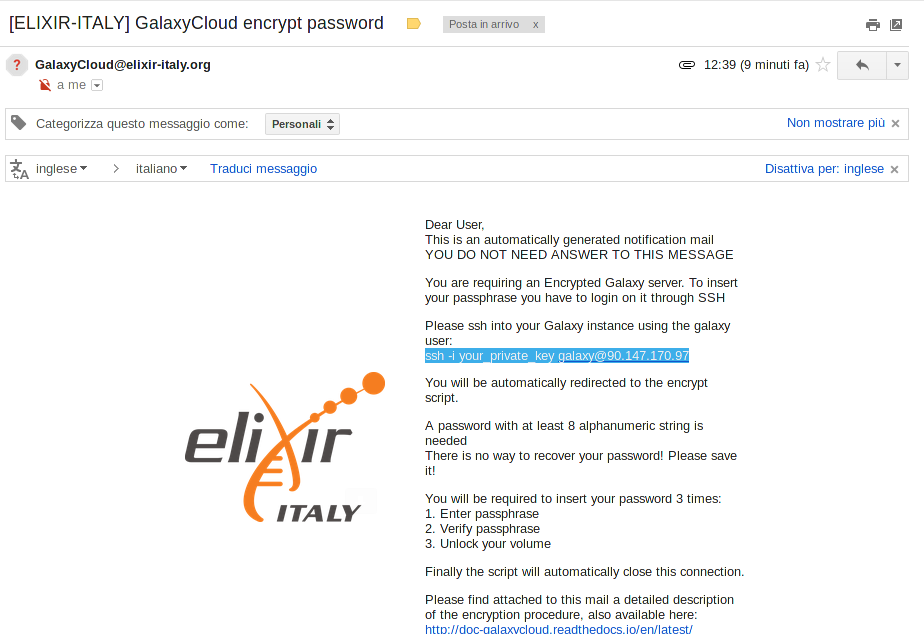 [ELIXIR-ITALY] GalaxyCloud encrypt password
Posta in arrivo x
?
GalaxyCloud@elixir-italy.org
12:39 (9 minuti fa)
a me
Categorizza questo messaggio come:
Personali
Non mostrare più ×
inglese
italiano
Traduci messaggio
Disattiva per: inglese ×
Dear User,
This is an automatically generated notification mail
YOU DO NOT NEED ANSWER TO THIS MESSAGE
You are requiring an Encrypted Galaxy server. To insert
your passphrase you have to login on it through SSH
Please ssh into your Galaxy instance using the galaxy
user:
ssh -i your_private_key galaxy@90.147.170.97
You will be automatically redirected to the encrypt
script.
A password with at least 8 alphanumeric string is
needed
There is no way to recover your password! Please save
it!
You will be required to insert your password 3 times:
1. Enter passphrase
2. Verify passphrase
3. Unlock your volume
Finally the script will automatically close this connection.
Please find attached to this mail a detailed description
of the encryption procedure, also available here:
http://doc-galaxycloud.readthedocs.io/en/latest/
elixir
ITALY